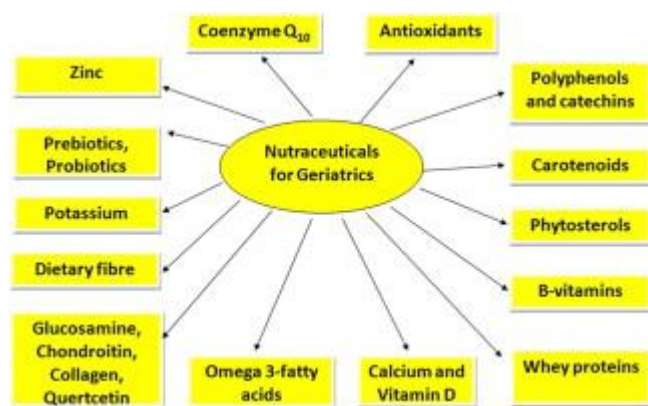 Coenzyme Q10
Antioxidants
Zinc
Polyphenols
and catechins
Prebiotics,
Probiotics
Nutraceuticals
for Geriatrics
Carotenoids
Potassium
Phytosterols
Dietary fibre
B-vitamins
Glucosamine,
Chondroitin,
Collagen,
Quertcetin
Omega 3-fatty
acids
Calcium and
Vitamin D
Whey proteins